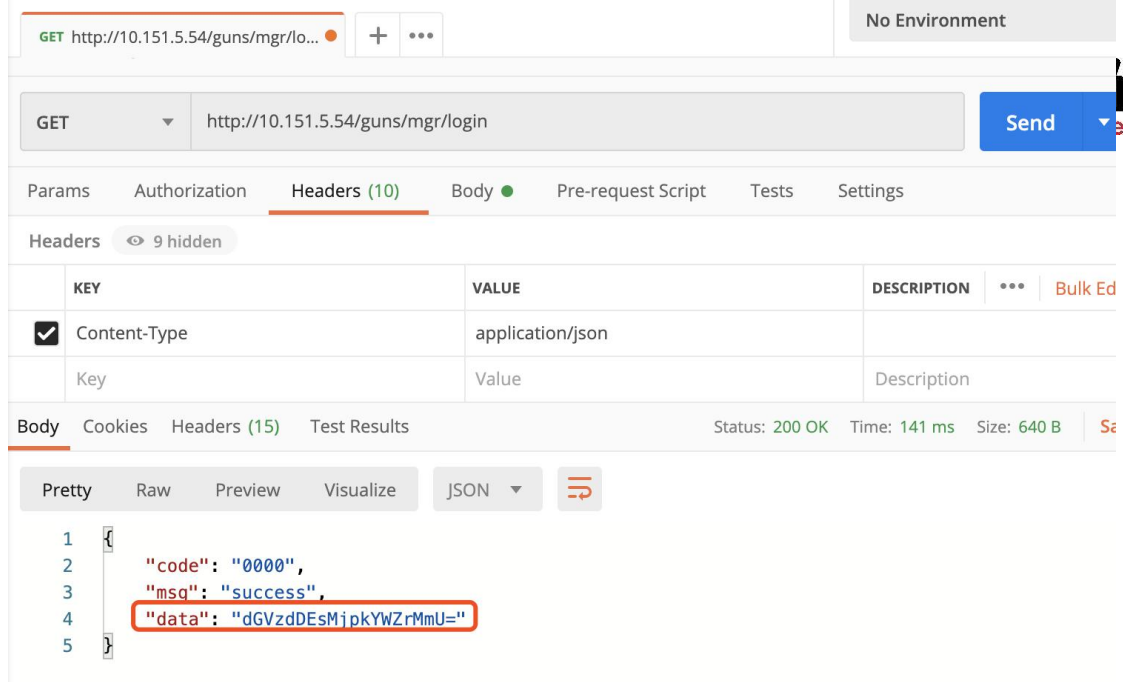 GET http://10.151.5.54/guns/mgr/lo... + ••• No Environment
GET http://10.151.5.54/guns/mgr/login Send
Params Authorization Headers (10) Body Pre-request Script Tests Settings
Headers 9 hidden
KEY VALUE DESCRIPTION ••• Bulk Ed
Content-Type application/json
Key Value Description
Body Cookies Headers (15) Test Results Status: 200 OK Time: 141 ms Size: 640 B Sa
Pretty Raw Preview Visualize JSON
1 {
2 "code": "0000",
3 "msg": "success",
4 "data": "dGVzdDEsMjpkYWZrMmU="
5 }